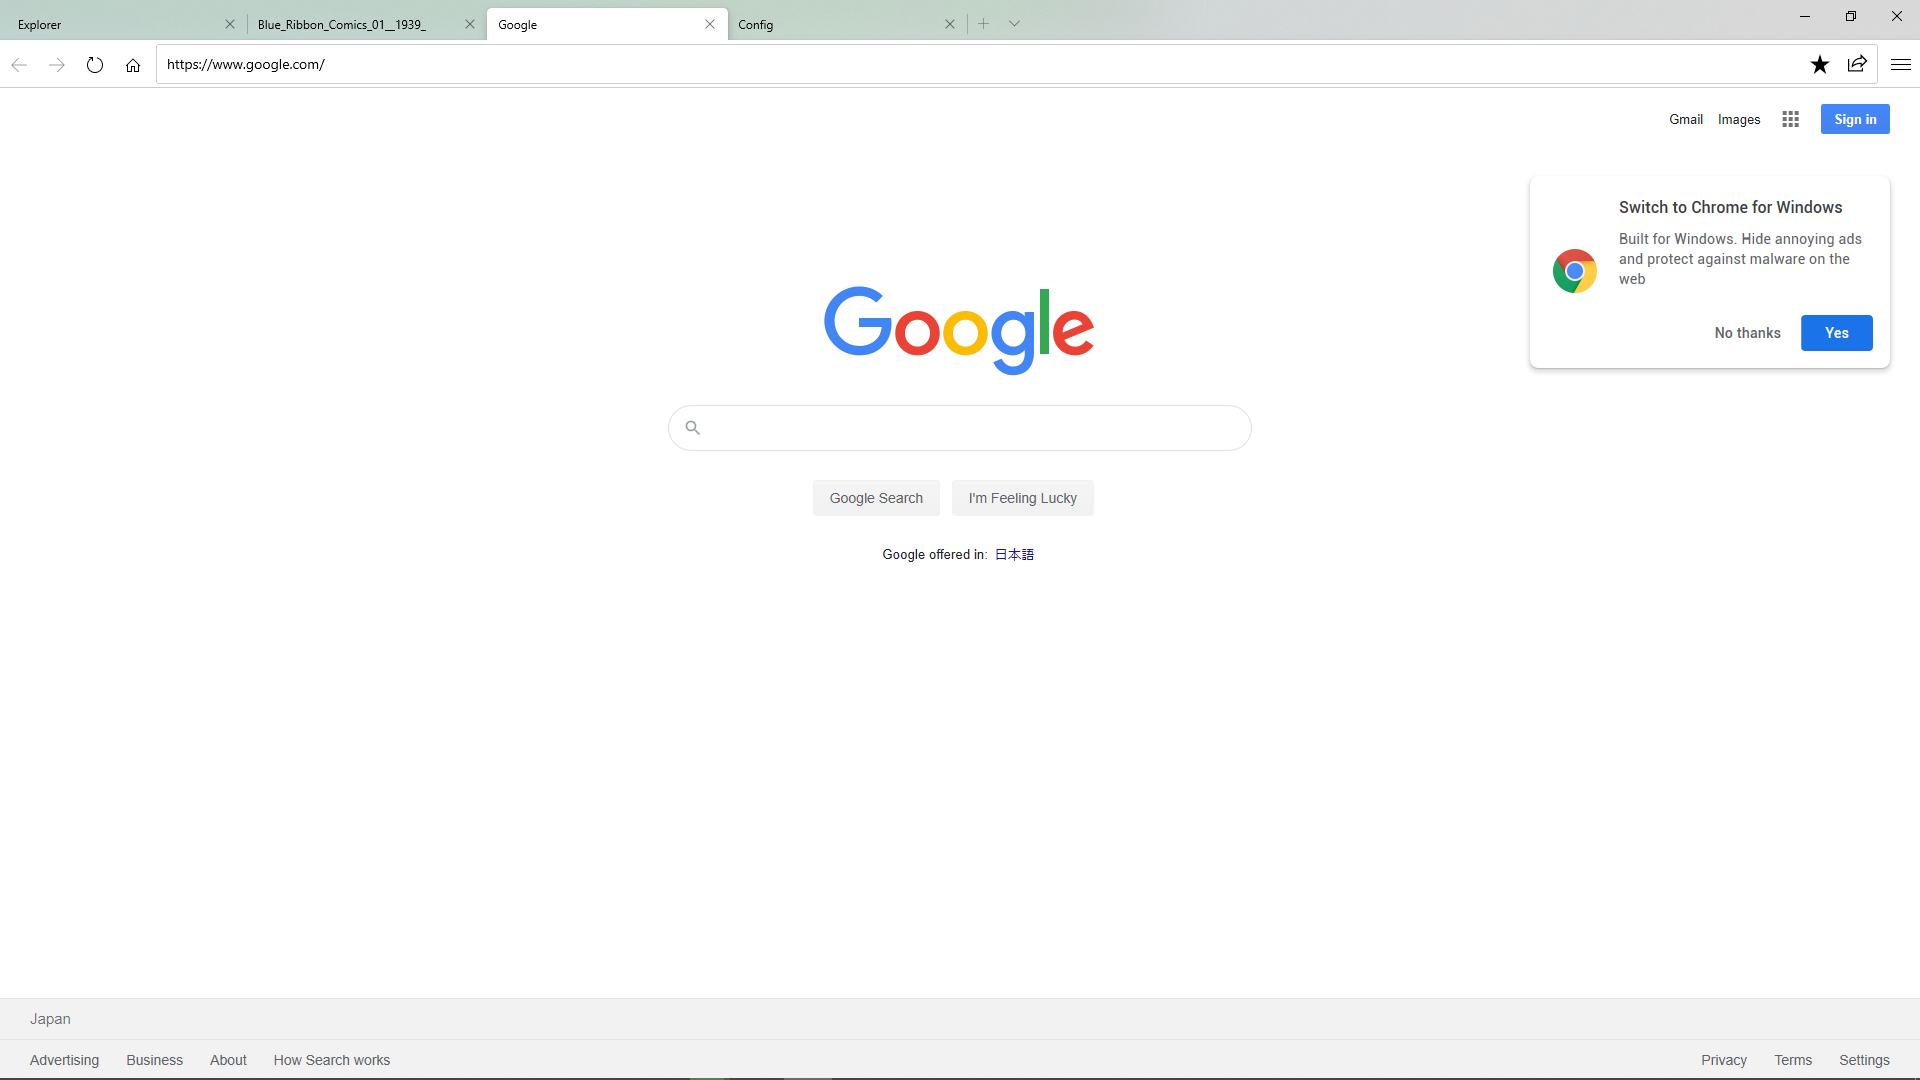 Explorer
Blue_Ribbon_Comics_01__1939_
Google
Config
https://www.google.com/
Gmail
Images
Sign in
Switch to Chrome for Windows
Built for Windows. Hide annoying ads
and protect against malware on the
web
No thanks
Yes
Google
Google Search
I'm Feeling Lucky
Google offered in: 日本語
Japan
Advertising
Business
About
How Search works
Privacy
Terms
Settings